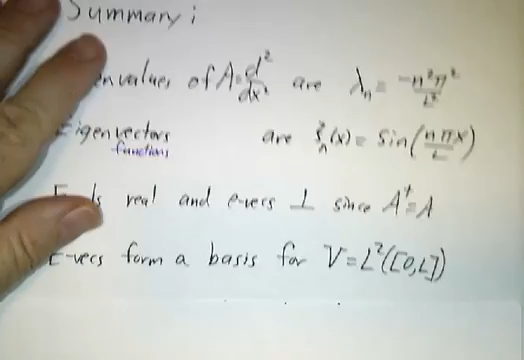 Summary:
envalues of A = d²/dx² are λₙ = -n²π²/L²
Eigenvectors are ξₙ(x) = sin(nπx/L)
functions
ls real and e-vecs ⊥ since A† = A
E-vecs form a basis for V = L²([0,L])